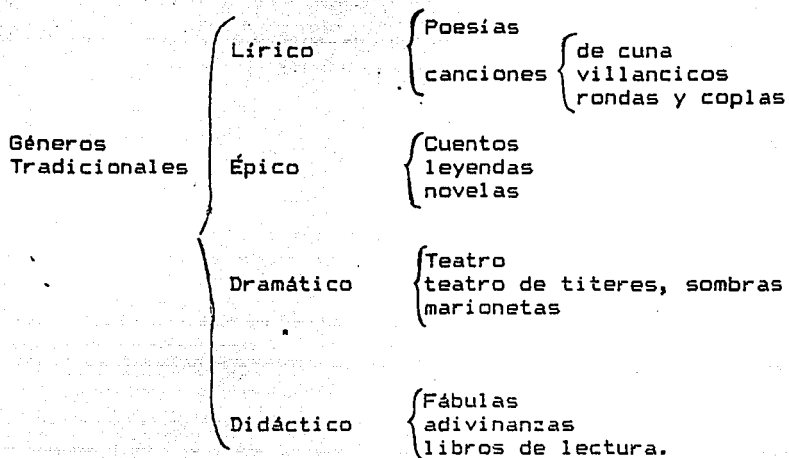 Géneros
Tradicionales
Lírico
Poesías
canciones
de cuna
villancicos
rondas y coplas
Épico
Cuentos
leyendas
novelas
Dramático
Teatro
teatro de titeres, sombras
marionetas
Didáctico
Fábulas
adivinanzas
libros de lectura.